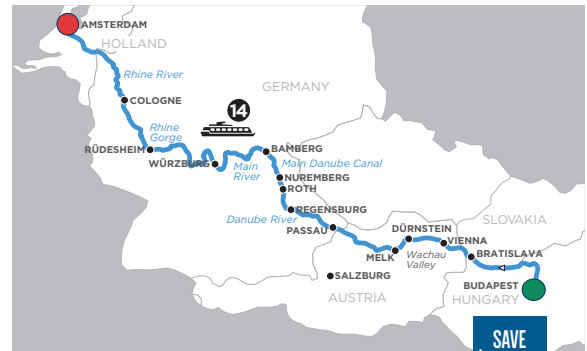 AMSTERDAM
HOLLAND
Rhine River
GERMANY
COLOGNE
14
Rhine
Gorge
RÜDESHEIM
WÜRZBURG
BAMBERG
Main
River
Main Danube Canal
NUREMBERG
ROTH
Danube River
REGENSBURG
PASSAU
SLOVAKIA
DÜRNSTEIN
VIENNA
MELK
Wachau
Valley
BRATISLAVA
SALZBURG
AUSTRIA
BUDAPEST
HUNGARY
SAVE